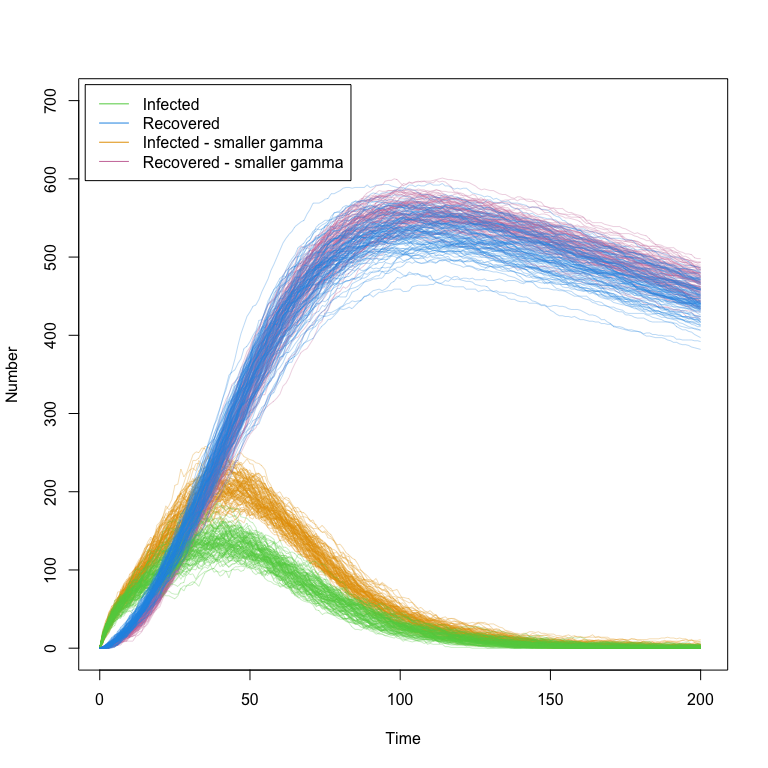 Infected
Recovered
Infected - smaller gamma
Recovered - smaller gamma
700
600
500
400
300
200
100
0
Number
0 50 100 150 200
Time